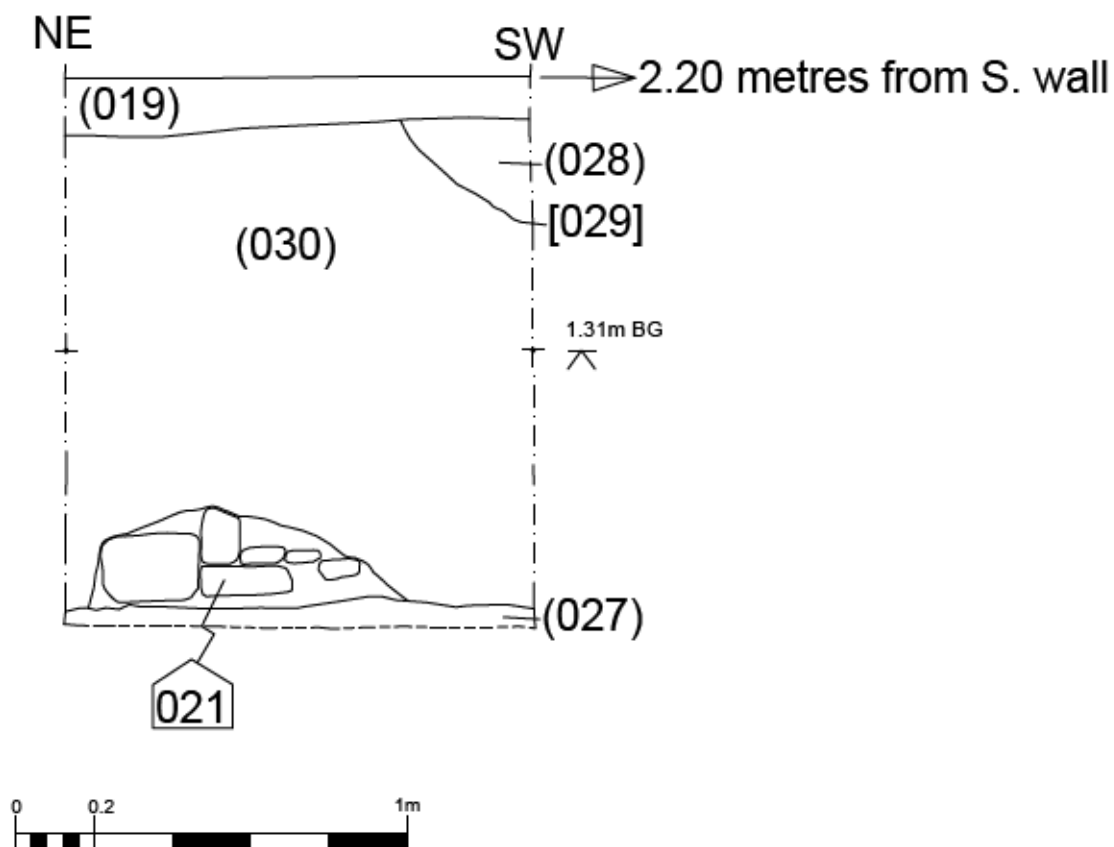 NE
SW
2.20 metres from S. wall
(019)
(028)
[029]
(030)
1.31m BG
(027)
021
0 0.2 1m